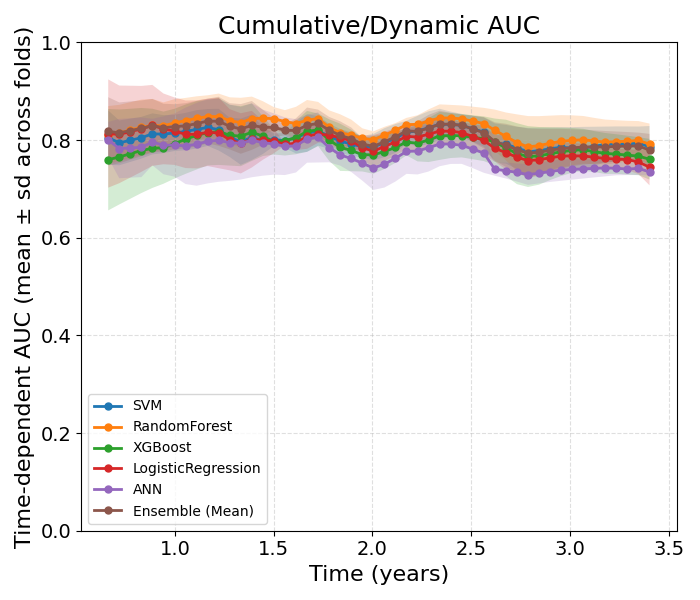 Cumulative/Dynamic AUC
Time-dependent AUC (mean ± sd across folds)
1.0
0.8
0.6
0.4
0.2
0.0
SVM
RandomForest
XGBoost
LogisticRegression
ANN
Ensemble (Mean)
1.0 1.5 2.0 2.5 3.0 3.5
Time (years)